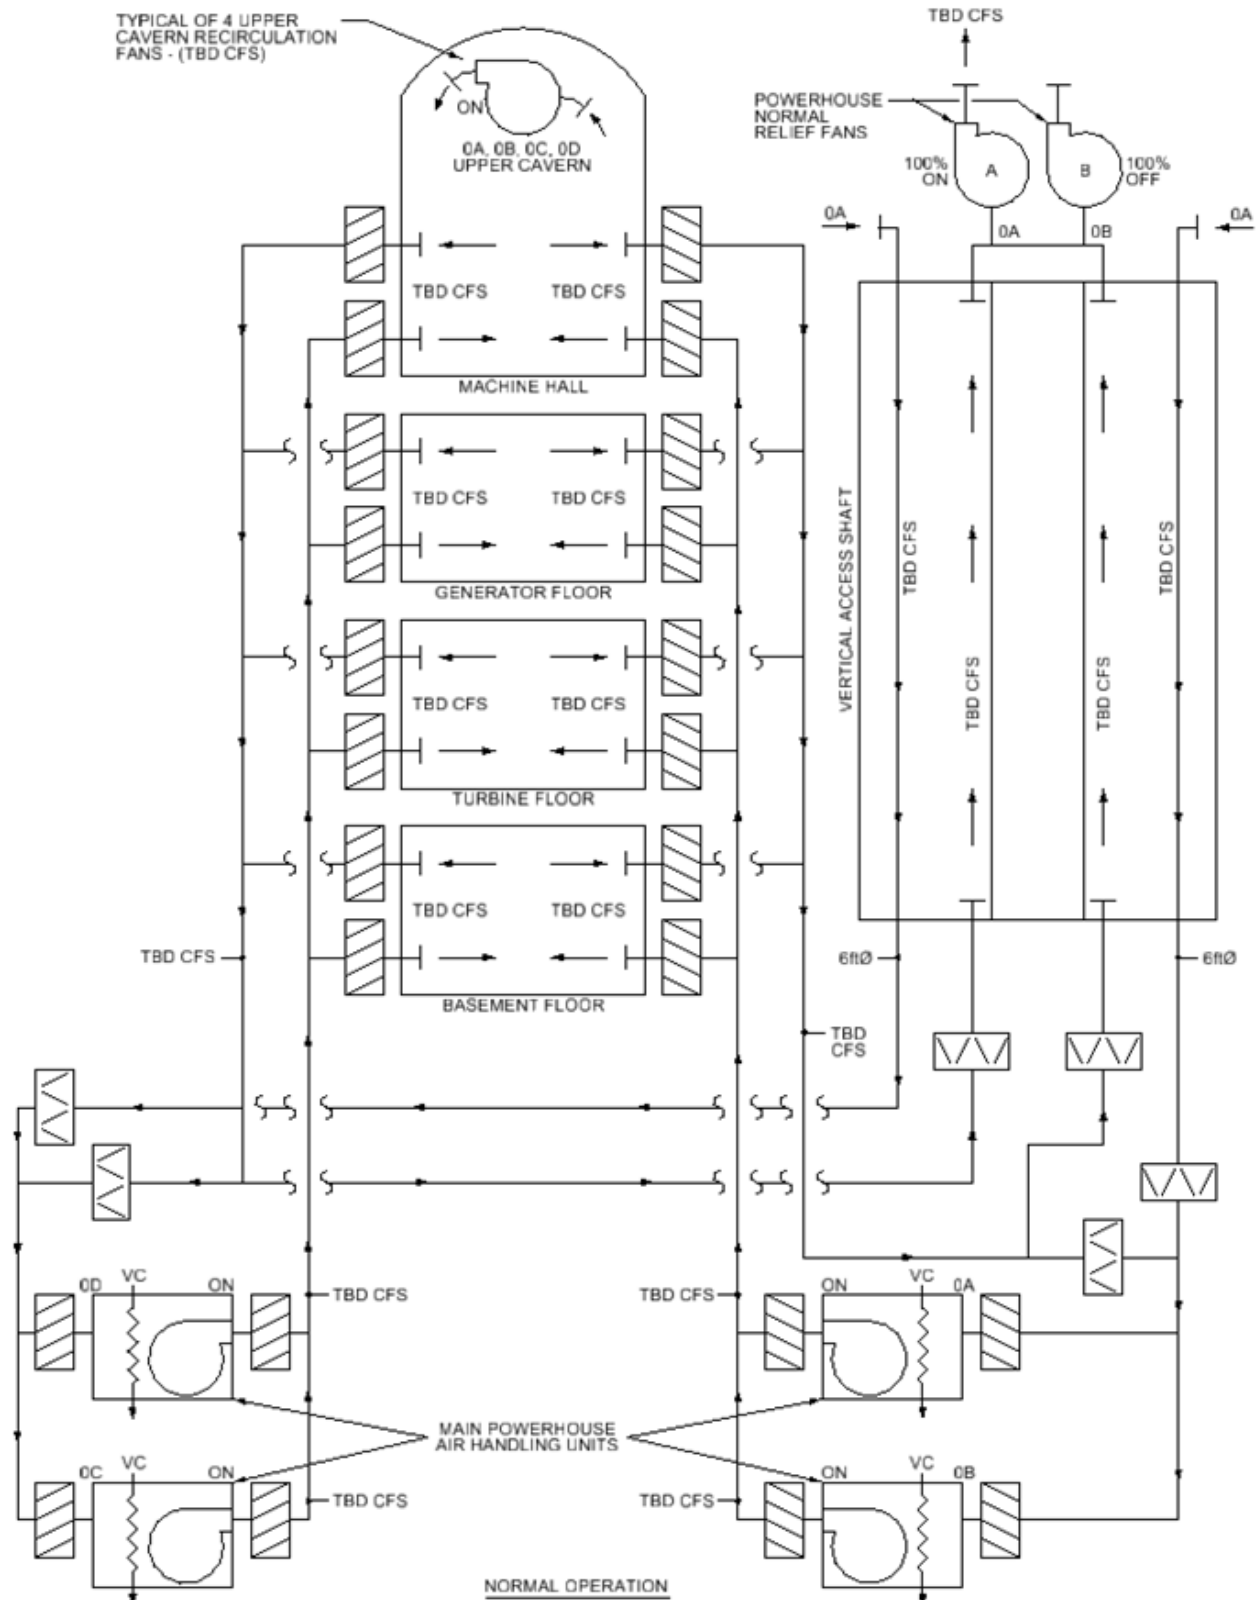 TBD CFS
TYPICAL OF 4 UPPER
CAVERN RECIRCULATION
FANS - (TBD CFS)
ON
0A, 0B, 0C, 0D
UPPER CAVERN
POWERHOUSE
NORMAL
RELIEF FANS
100%
ON
A
B
100%
OFF
0A
0A
0B
0A
TBD CFS
TBD CFS
MACHINE HALL
TBD CFS
TBD CFS
GENERATOR FLOOR
TBD CFS
TBD CFS
TURBINE FLOOR
TBD CFS
TBD CFS
BASEMENT FLOOR
VERTICAL ACCESS SHAFT
TBD CFS
TBD CFS
TBD CFS
TBD CFS
TBD CFS
6ftØ
6ftØ
TBD
CFS
0D
VC
ON
TBD CFS
TBD CFS
ON
VC
0A
MAIN POWERHOUSE
AIR HANDLING UNITS
0C
VC
ON
TBD CFS
TBD CFS
ON
VC
0B
NORMAL OPERATION